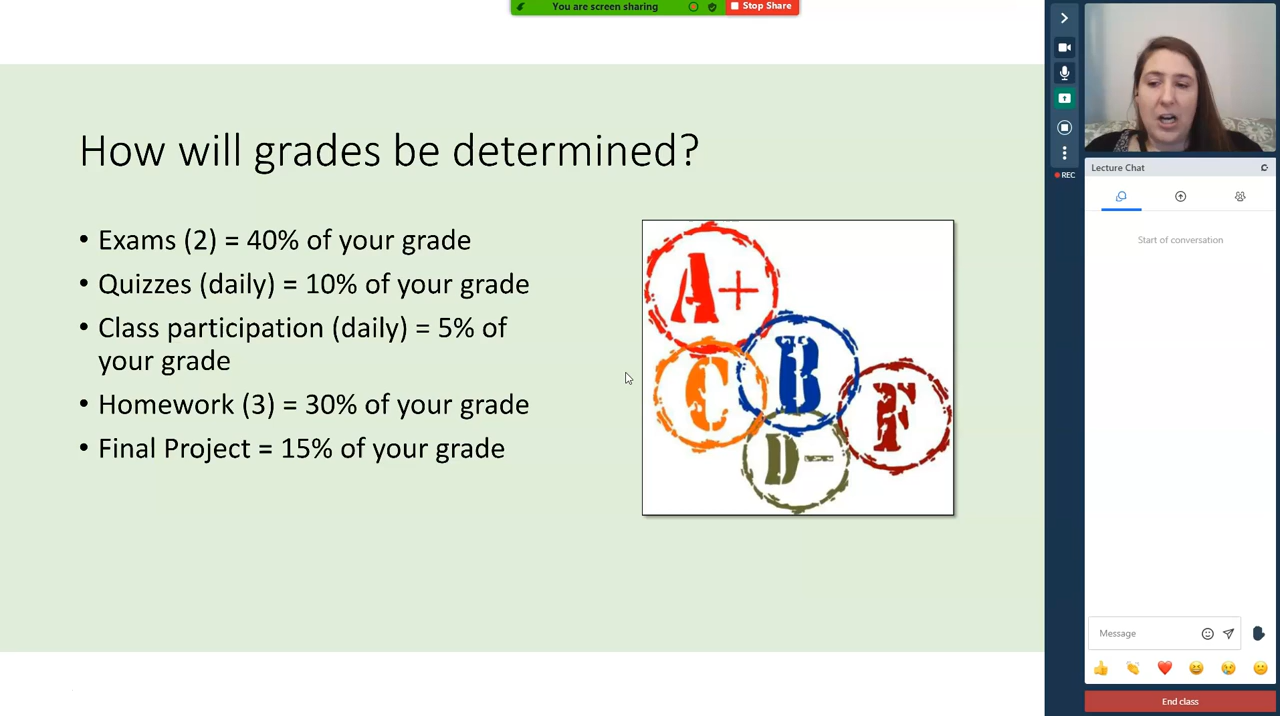 You are screen sharing
Stop Share
How will grades be determined?
• Exams (2) = 40% of your grade
• Quizzes (daily) = 10% of your grade
• Class participation (daily) = 5% of
your grade
• Homework (3) = 30% of your grade
• Final Project = 15% of your grade
A+
B
C
F
D-
REC
Lecture Chat
Start of conversation
Message
End class